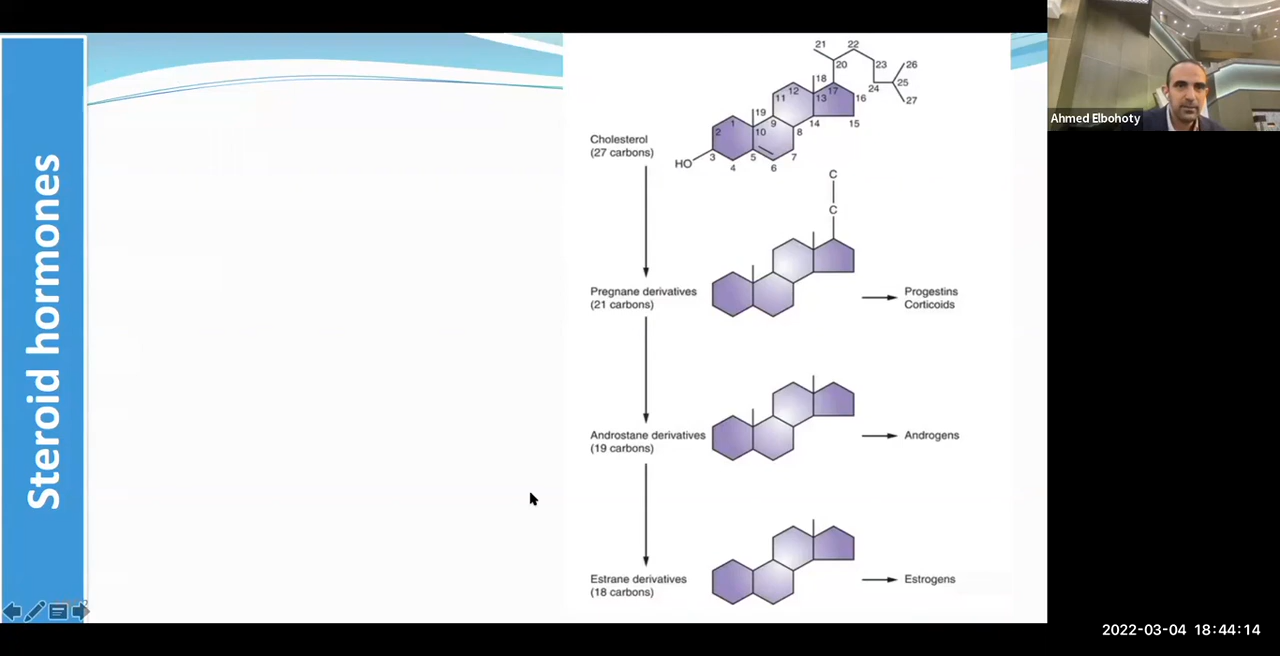 Steroid hormones
21
22
20
23
26
18
12
17
25
11
13
16
24
27
19
1
9
14
15
Cholesterol
2
10
8
(27 carbons)
3
5
7
HO
4
6
C
C
Pregnane derivatives
(21 carbons)
Progestins
Corticoids
Androstane derivatives
(19 carbons)
Androgens
Estrane derivatives
(18 carbons)
Estrogens
Ahmed Elbohoty
2022-03-04 18:44:14